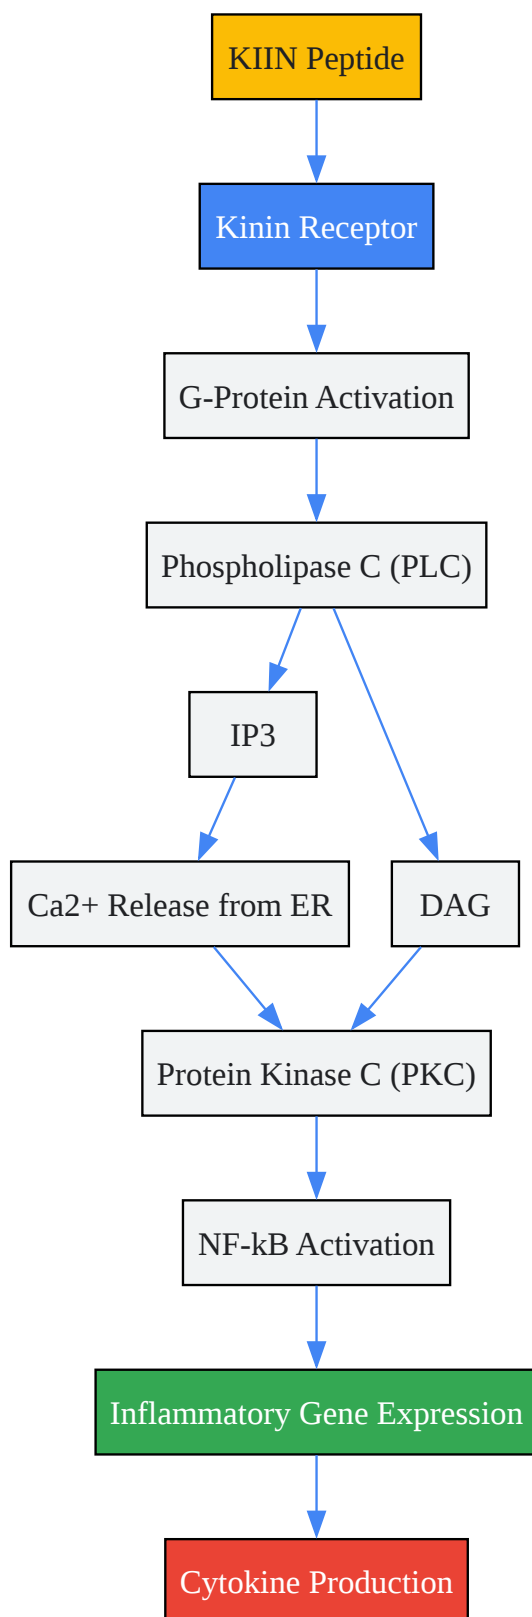 KIIN Peptide
Kinin Receptor
G-Protein Activation
Phospholipase C (PLC)
IP3
Ca2+ Release from ER
DAG
Protein Kinase C (PKC)
NF-kB Activation
Inflammatory Gene Expression
Cytokine Production